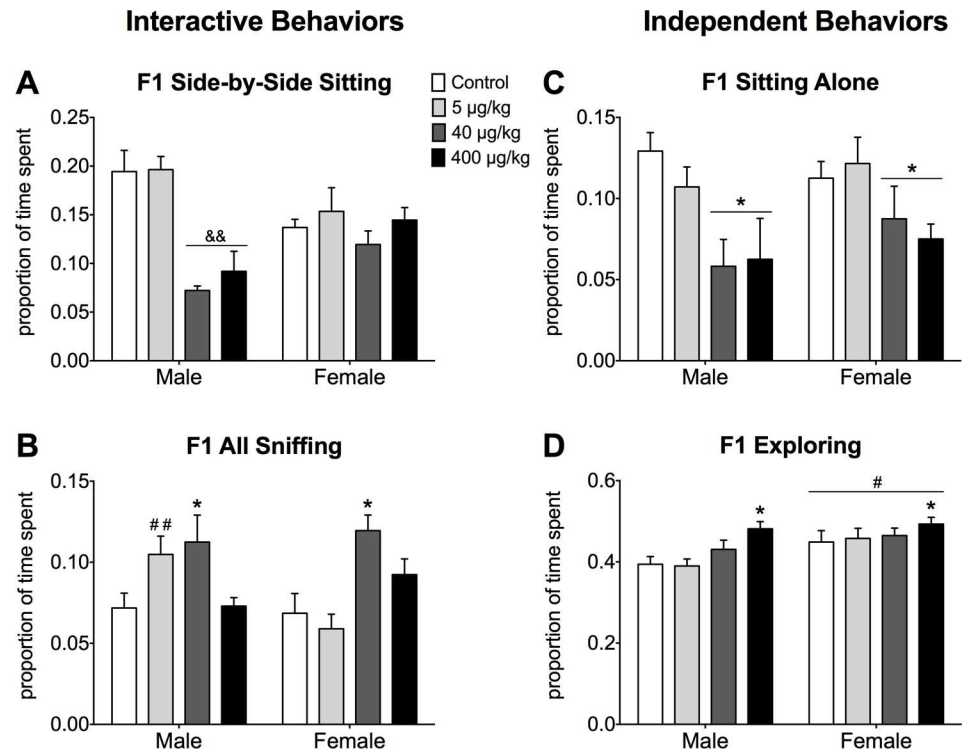 Interactive Behaviors
Independent Behaviors
A
F1 Side-by-Side Sitting
Control
5 µg/kg
40 µg/kg
400 µg/kg
proportion of time spent
0.25
0.20
0.15
0.10
0.05
0.00
&&
Male
Female
C
F1 Sitting Alone
proportion of time spent
0.15
0.10
0.05
0.00
*
*
Male
Female
B
F1 All Sniffing
proportion of time spent
0.15
0.10
0.05
0.00
##
*
*
Male
Female
D
F1 Exploring
proportion of time spent
0.6
0.4
0.2
0.0
*
#
*
Male
Female